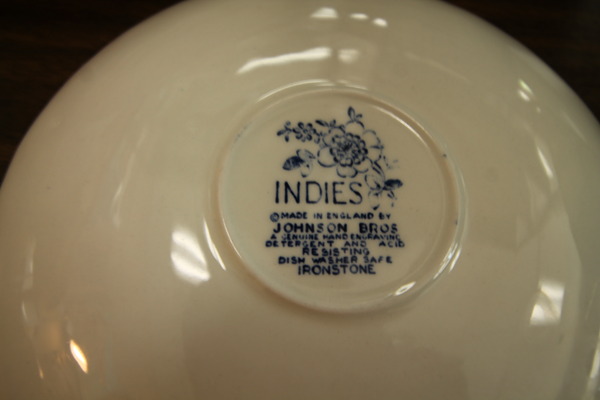 INDIES
©MADE IN ENGLAND BY
JOHNSON BROS
A GENUINE HAND ENGRAVING
DETERGENT AND ACID
RESISTING
DISH WASHER SAFE
IRONSTONE